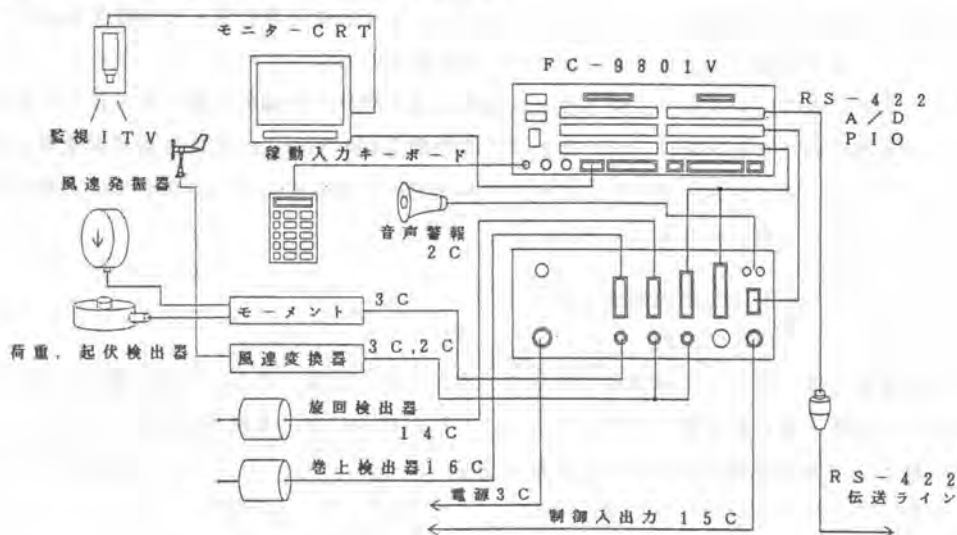 モニターCRT
FC-9801V
RS-422
A/D
PIO
監視ITV
稼動入力キーボード
風速発振器
音声警報
2C
モーメント
3C
荷重、起伏検出器
風速変換器
3C,2C
旋回検出器
14C
巻上検出器16C
電源3C
制御入出力 15C
RS-422
伝送ライン